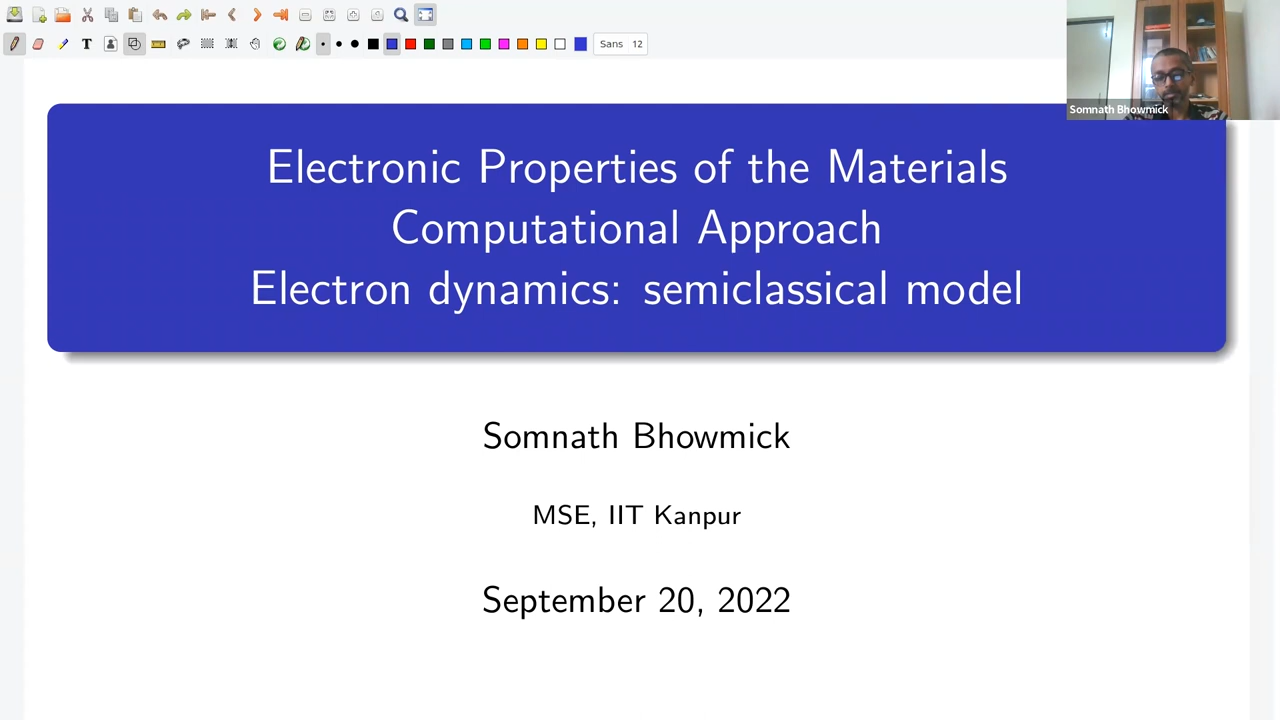 T
Sans 12
Somnath Bhowmick
Electronic Properties of the Materials
Computational Approach
Electron dynamics: semiclassical model
Somnath Bhowmick
MSE, IIT Kanpur
September 20, 2022